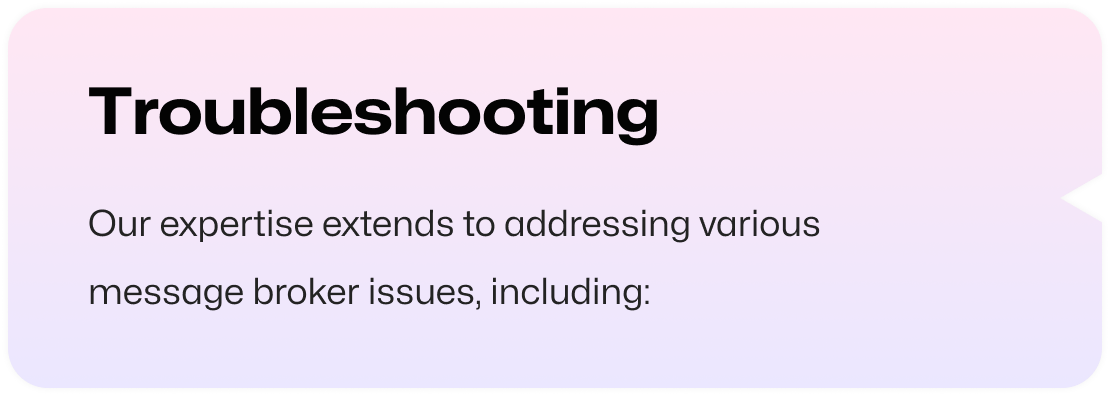 Troubleshooting
Our expertise extends to addressing various
message broker issues, including: